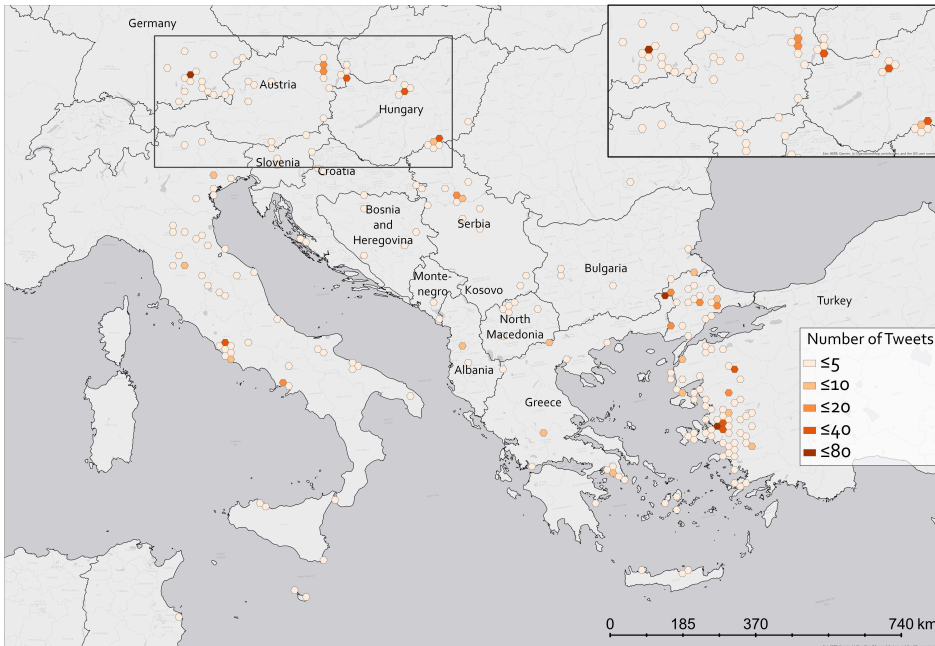 Germany
Austria
Hungary
Slovenia
Croatia
Bosnia
and
Heregovina
Serbia
Monte-
negro
Kosovo
Bulgaria
North
Macedonia
Albania
Greece
Turkey
Number of Tweets
≤5
≤10
≤20
≤40
≤80
0 185 370 740 km